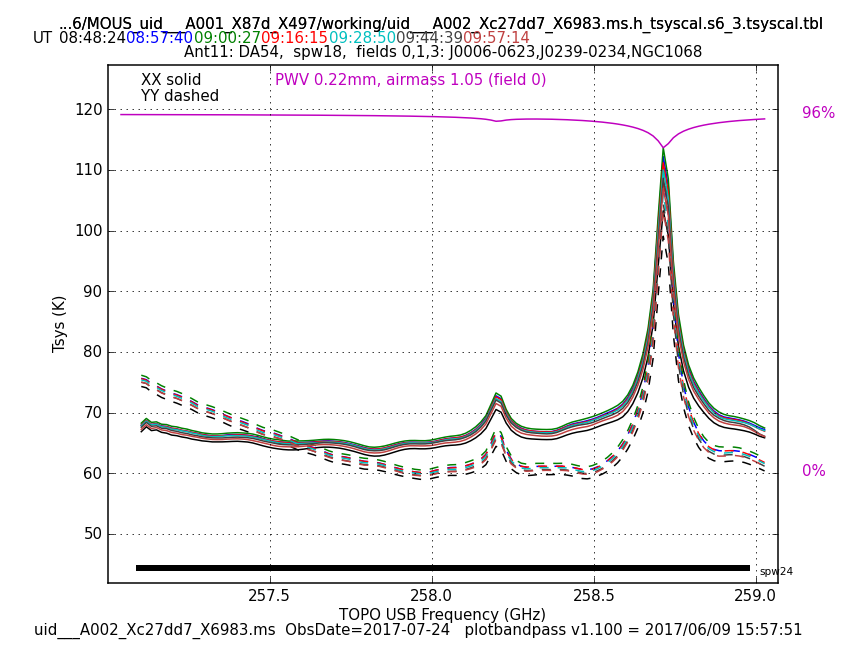 ...6/MOUS_uid___A001_X87d_X497/working/uid___A002_Xc27dd7_X6983.ms.h_tsyscal.s6_3.tsyscal.tbl
UT 08:48:24 08:57:40 09:00:27 09:16:15 09:28:50 09:44:39 09:57:14
Ant11: DA54, spw18, fields 0,1,3: J0006-0623,J0239-0234,NGC1068
XX solid PWV 0.22mm, airmass 1.05 (field 0)
YY dashed
120
96%
110
100
90
Tsys (K)
80
70
60
0%
50
spw24
257.5 258.0 258.5 259.0
TOPO USB Frequency (GHz)
uid___A002_Xc27dd7_X6983.ms ObsDate=2017-07-24 plotbandpass v1.100 = 2017/06/09 15:57:51